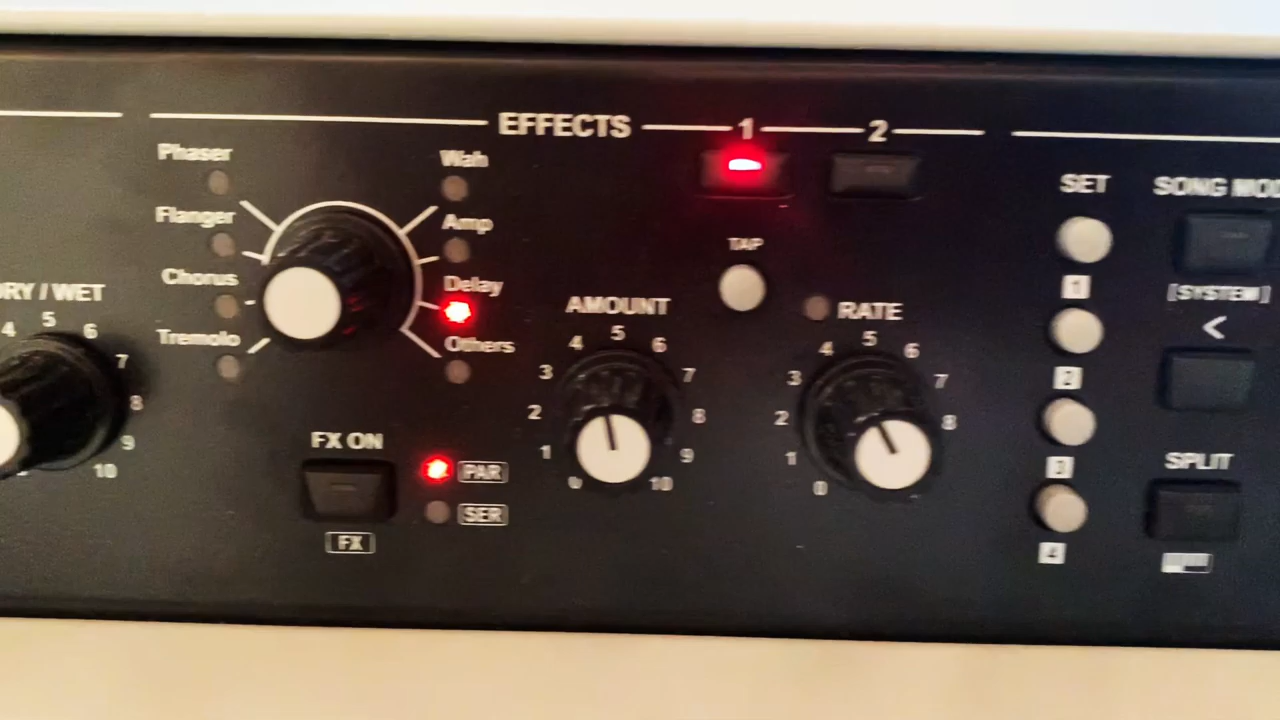 EFFECTS 1 2
Phaser
Flanger
Chorus
Tremolo
Wah
Amp
Delay
Others
RY / WET
4 5 6 7 8 9 10
FX ON
FX
PAR
SER
TAP
AMOUNT
0 1 2 3 4 5 6 7 8 9 10
RATE
0 1 2 3 4 5 6 7 8
SET
1
2
3
4
SONG MOD
[SYSTEM]
<
SPLIT